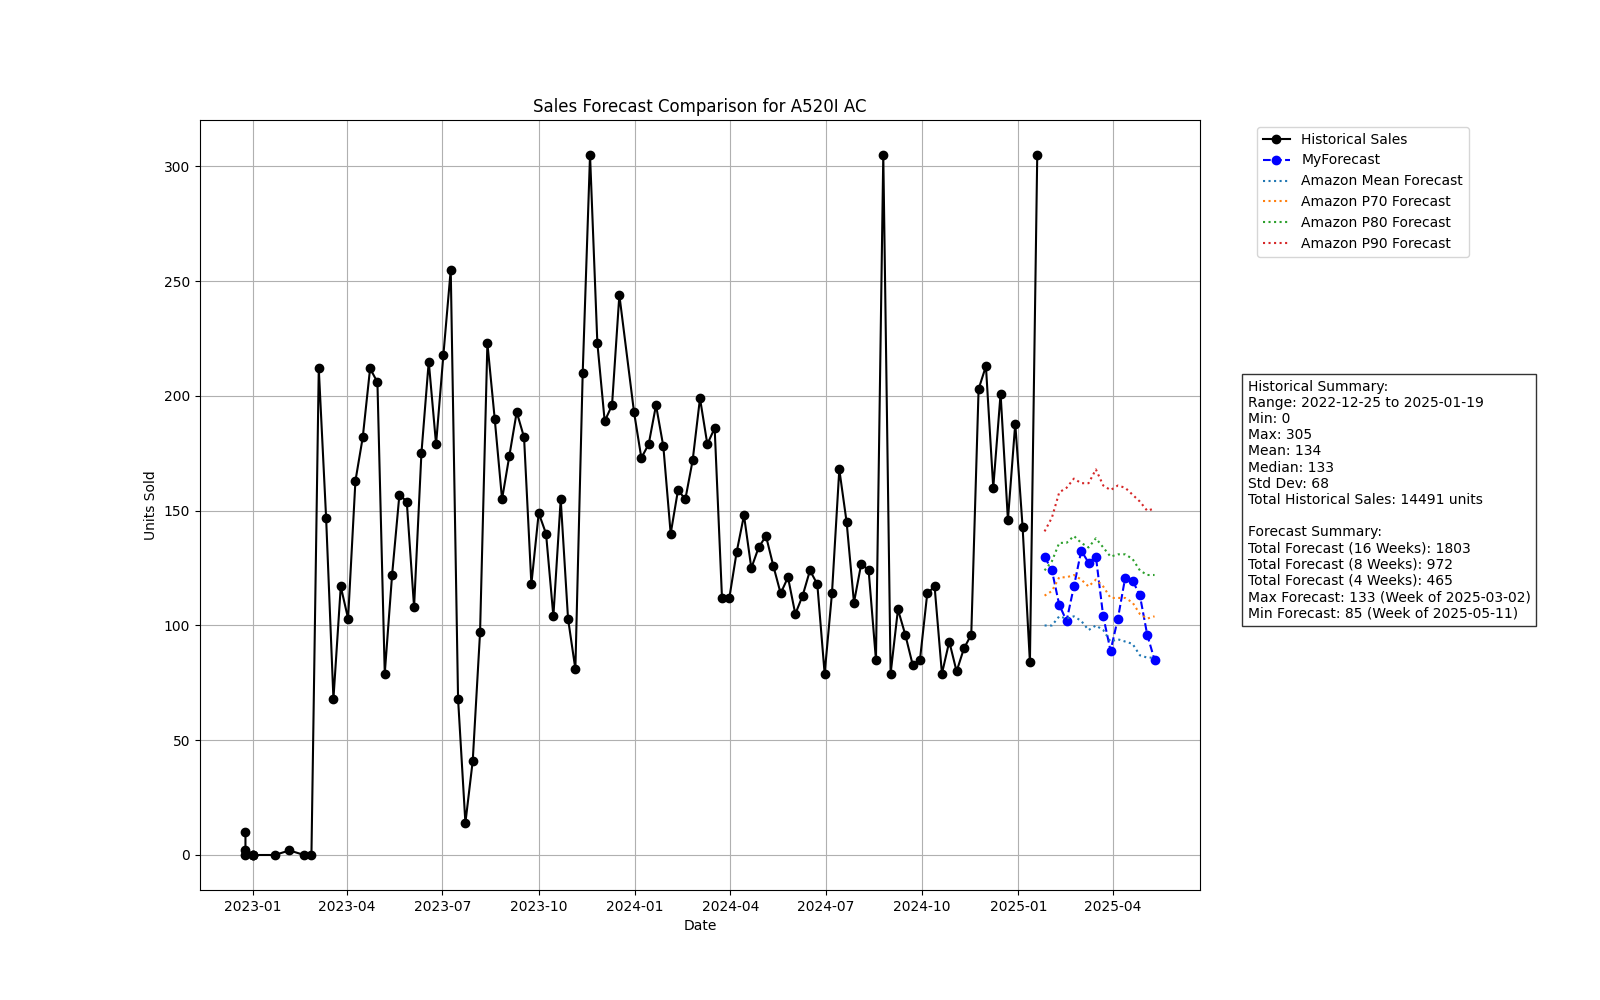 Sales Forecast Comparison for A520I AC
Historical Sales
MyForecast
Amazon Mean Forecast
Amazon P70 Forecast
Amazon P80 Forecast
Amazon P90 Forecast
300
250
200
150
100
50
0
Units Sold
2023-01
2023-04
2023-07
2023-10
2024-01
2024-04
2024-07
2024-10
2025-01
2025-04
Date
Historical Summary:
Range: 2022-12-25 to 2025-01-19
Min: 0
Max: 305
Mean: 134
Median: 133
Std Dev: 68
Total Historical Sales: 14491 units
Forecast Summary:
Total Forecast (16 Weeks): 1803
Total Forecast (8 Weeks): 972
Total Forecast (4 Weeks): 465
Max Forecast: 133 (Week of 2025-03-02)
Min Forecast: 85 (Week of 2025-05-11)